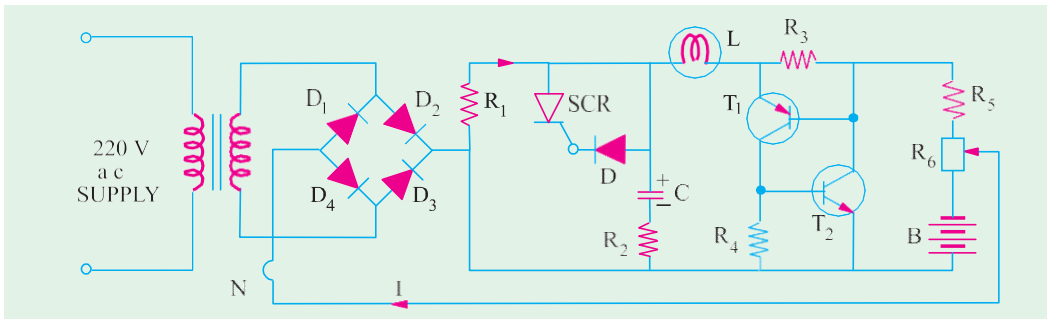 220 V
a c
SUPPLY
D1
D2
D4
D3
N
I
R1
SCR
D
+
–
C
R2
L
R3
T1
T2
R4
R5
R6
B